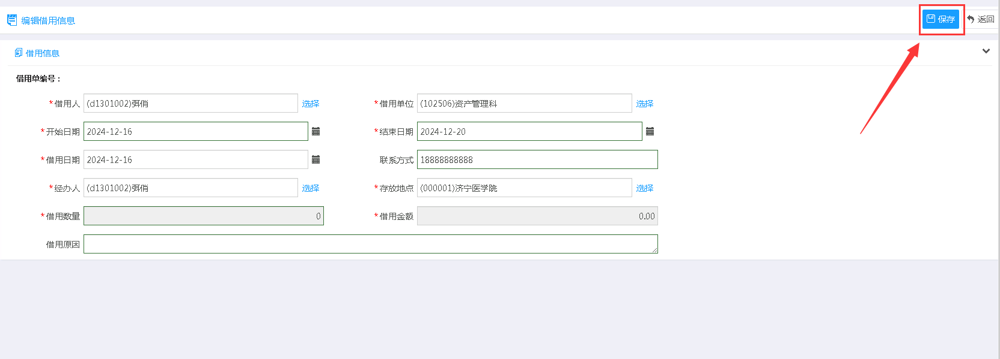 编辑借用信息 保存 返回
借用信息
借用单编号：
*借用人 (d1301002)弭俏 选择 *借用单位 (102506)资产管理科 选择
*开始日期 2024-12-16 *结束日期 2024-12-20
*借用日期 2024-12-16 联系方式 18888888888
*经办人 (d1301002)弭俏 选择 *存放地点 (000001)济宁医学院 选择
*借用数量 0 *借用金额 0.00
借用原因